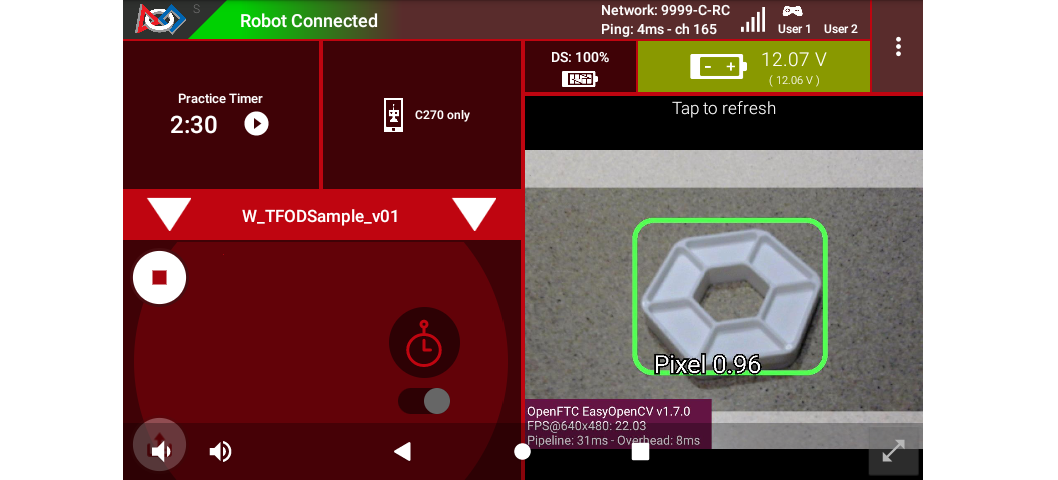 Robot Connected
Network: 9999-C-RC
Ping: 4ms - ch 165
User 1 User 2
Practice Timer
2:30
C270 only
DS: 100%
12.07 V
( 12.06 V )
Tap to refresh
W_TFODSample_v01
Pixel 0.96
OpenFTC EasyOpenCV v1.7.0
FPS@640x480: 22.03
Pipeline: 31ms - Overhead: 8ms